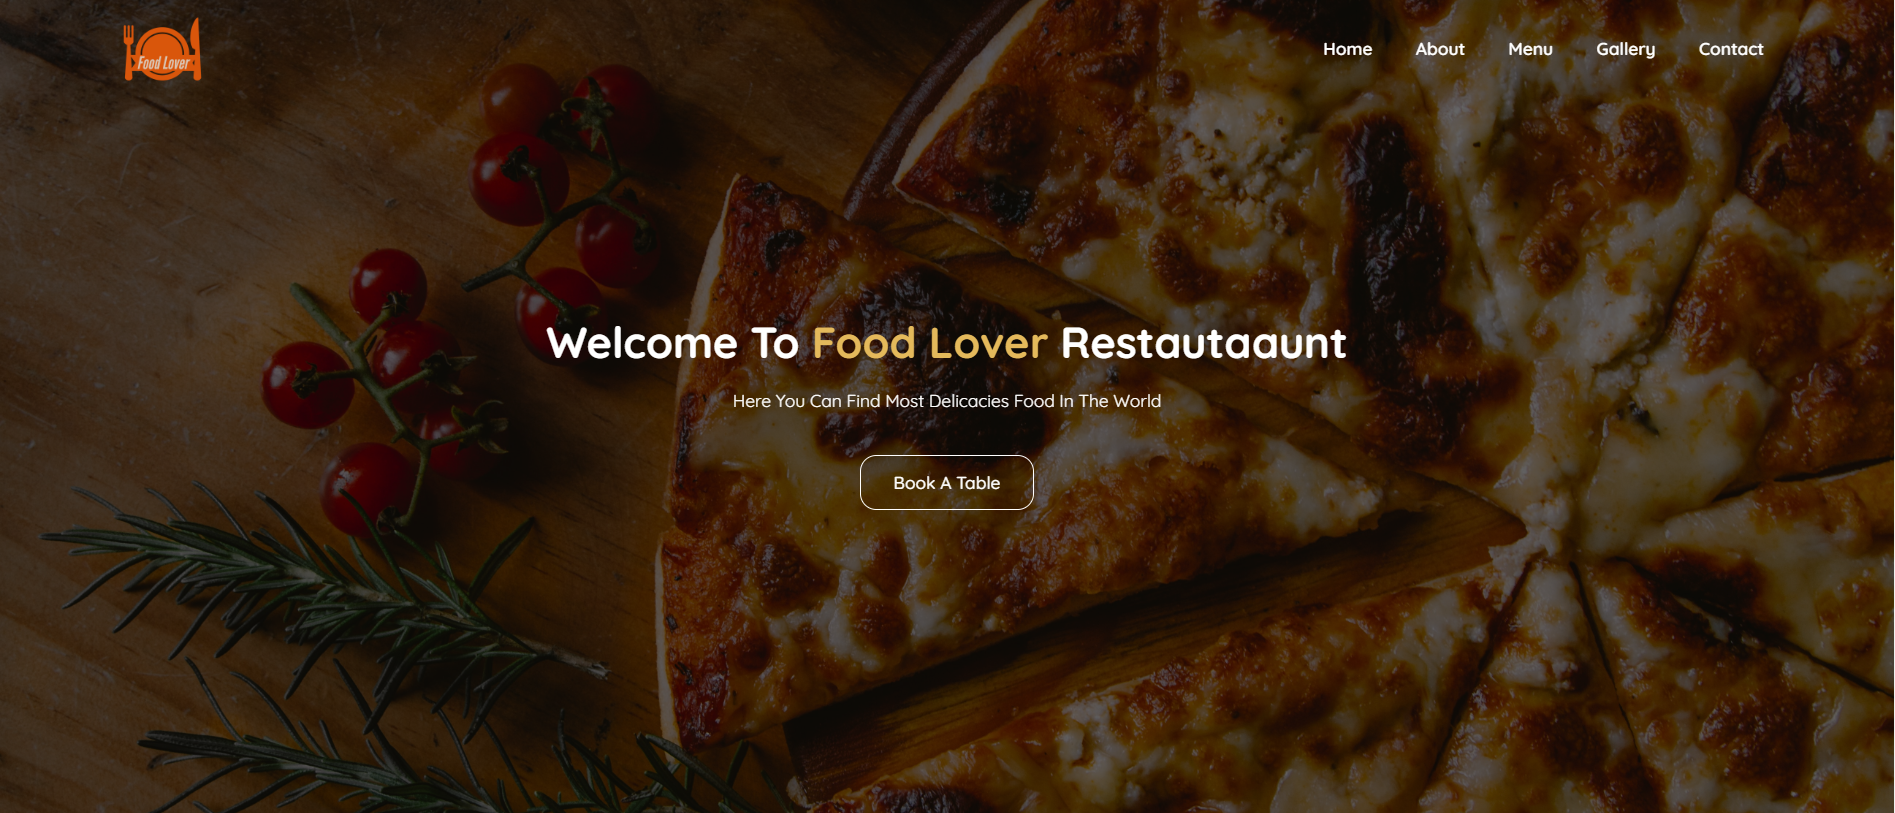 Food Lover
Home About Menu Gallery Contact
Welcome To Food Lover Restautaaunt
Here You Can Find Most Delicacies Food In The World
Book A Table